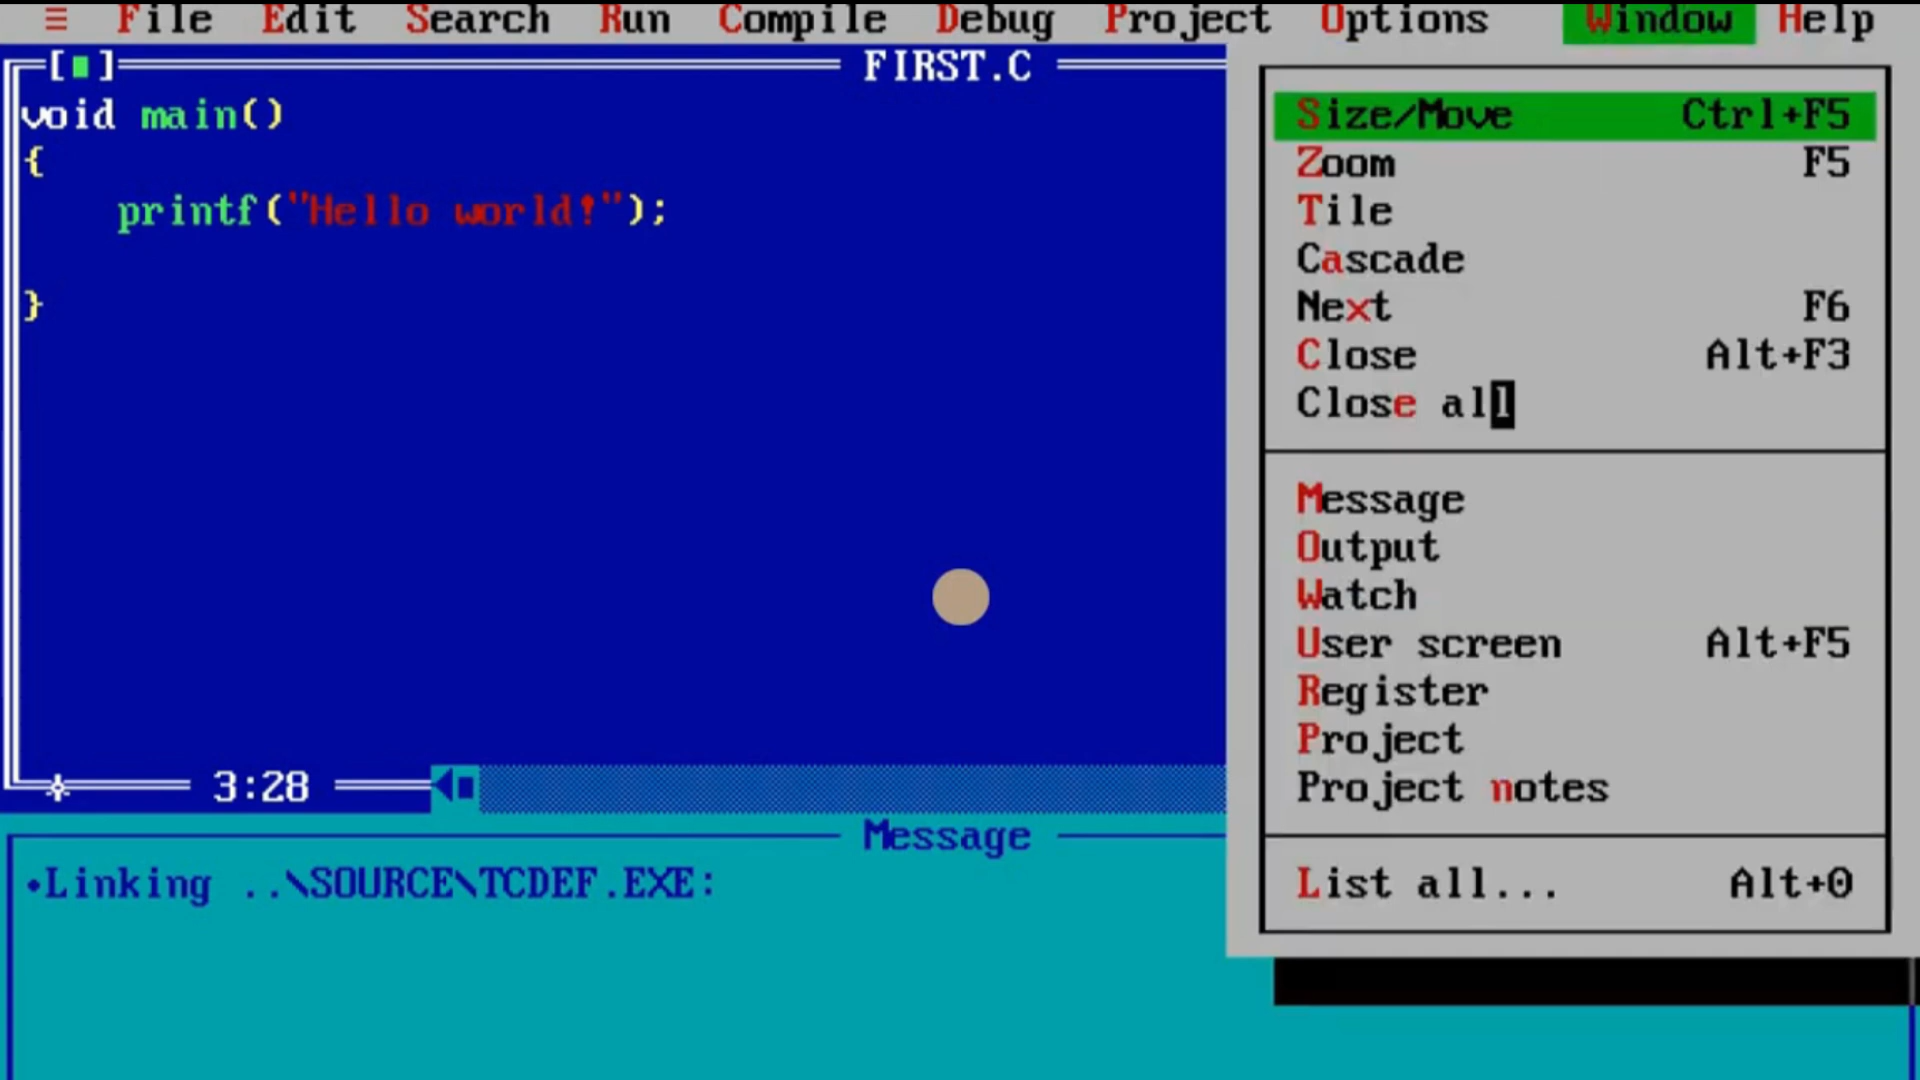 ≡ File Edit Search Run Compile Debug Project Options Window Help
[■] FIRST.C
void main()
{
printf("Hello world!");
}
3:28
Message
•Linking ..\SOURCE\TCDEF.EXE:
Size/Move Ctrl+F5
Zoom F5
Tile
Cascade
Next F6
Close Alt+F3
Close all
Message
Output
Watch
User screen Alt+F5
Register
Project
Project notes
List all... Alt+0